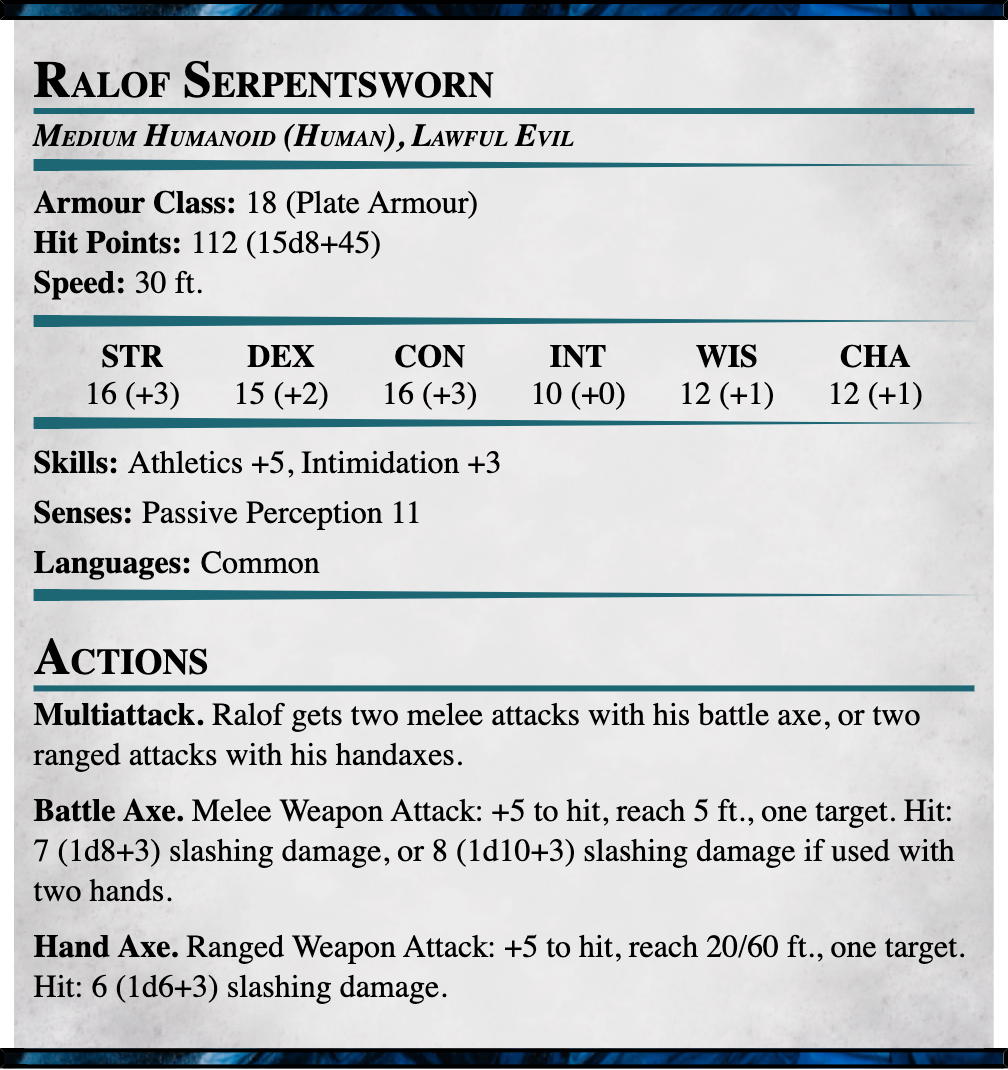 Ralof Serpentsworn
Medium Humanoid (Human), Lawful Evil
Armour Class: 18 (Plate Armour)
Hit Points: 112 (15d8+45)
Speed: 30 ft.
STR DEX CON INT WIS CHA
16 (+3) 15 (+2) 16 (+3) 10 (+0) 12 (+1) 12 (+1)
Skills: Athletics +5, Intimidation +3
Senses: Passive Perception 11
Languages: Common
Actions
Multiattack. Ralof gets two melee attacks with his battle axe, or two
ranged attacks with his handaxes.
Battle Axe. Melee Weapon Attack: +5 to hit, reach 5 ft., one target. Hit:
7 (1d8+3) slashing damage, or 8 (1d10+3) slashing damage if used with
two hands.
Hand Axe. Ranged Weapon Attack: +5 to hit, reach 20/60 ft., one target.
Hit: 6 (1d6+3) slashing damage.